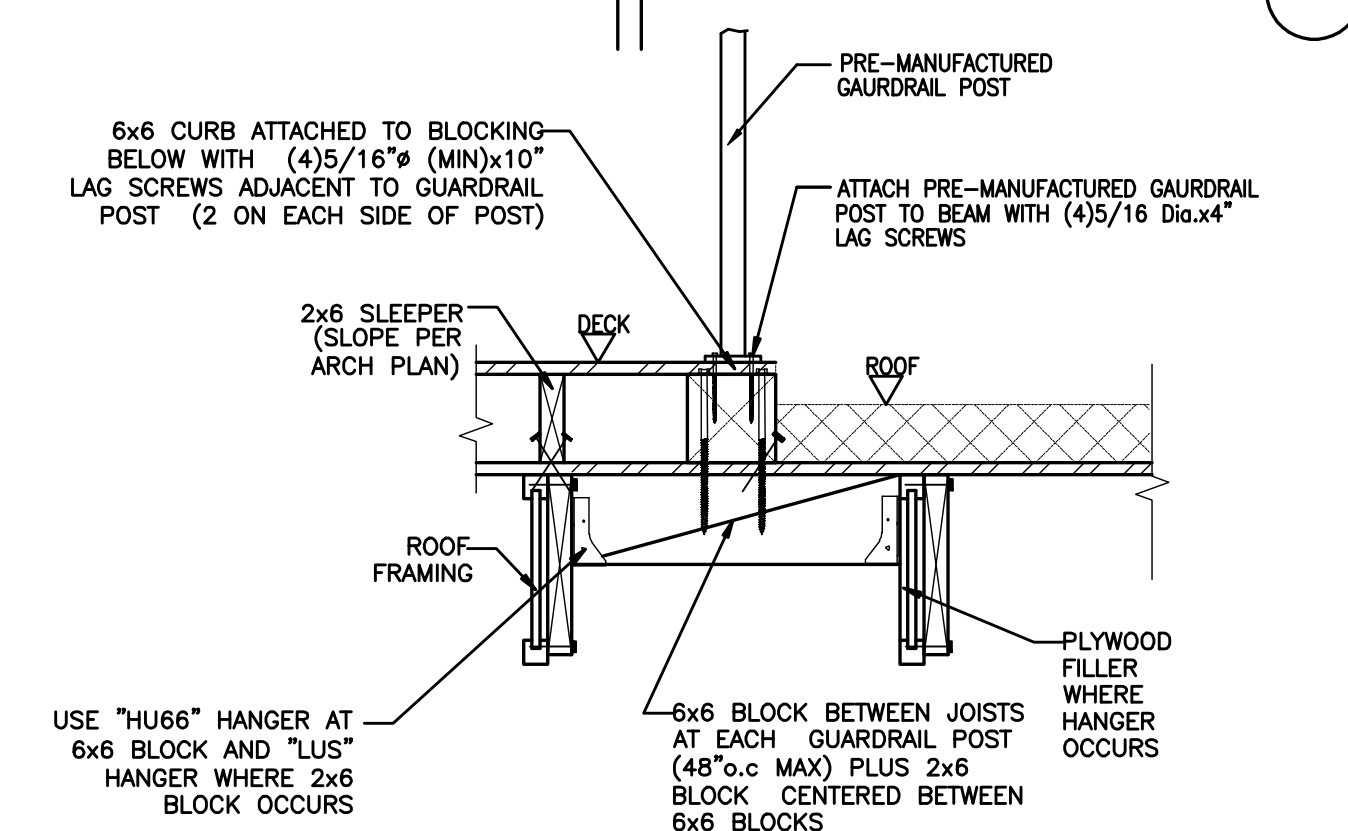 PRE-MANUFACTURED
GAURDRAIL POST
6x6 CURB ATTACHED TO BLOCKING
BELOW WITH (4)5/16"ø (MIN)x10"
LAG SCREWS ADJACENT TO GUARDRAIL
POST (2 ON EACH SIDE OF POST)
ATTACH PRE-MANUFACTURED GAURDRAIL
POST TO BEAM WITH (4)5/16 Dia.x4"
LAG SCREWS
2x6 SLEEPER
(SLOPE PER
ARCH PLAN)
DECK
ROOF
ROOF
FRAMING
PLYWOOD
FILLER
WHERE
HANGER
OCCURS
USE "HU66" HANGER AT
6x6 BLOCK AND "LUS"
HANGER WHERE 2x6
BLOCK OCCURS
6x6 BLOCK BETWEEN JOISTS
AT EACH GUARDRAIL POST
(48"o.c MAX) PLUS 2x6
BLOCK CENTERED BETWEEN
6x6 BLOCKS